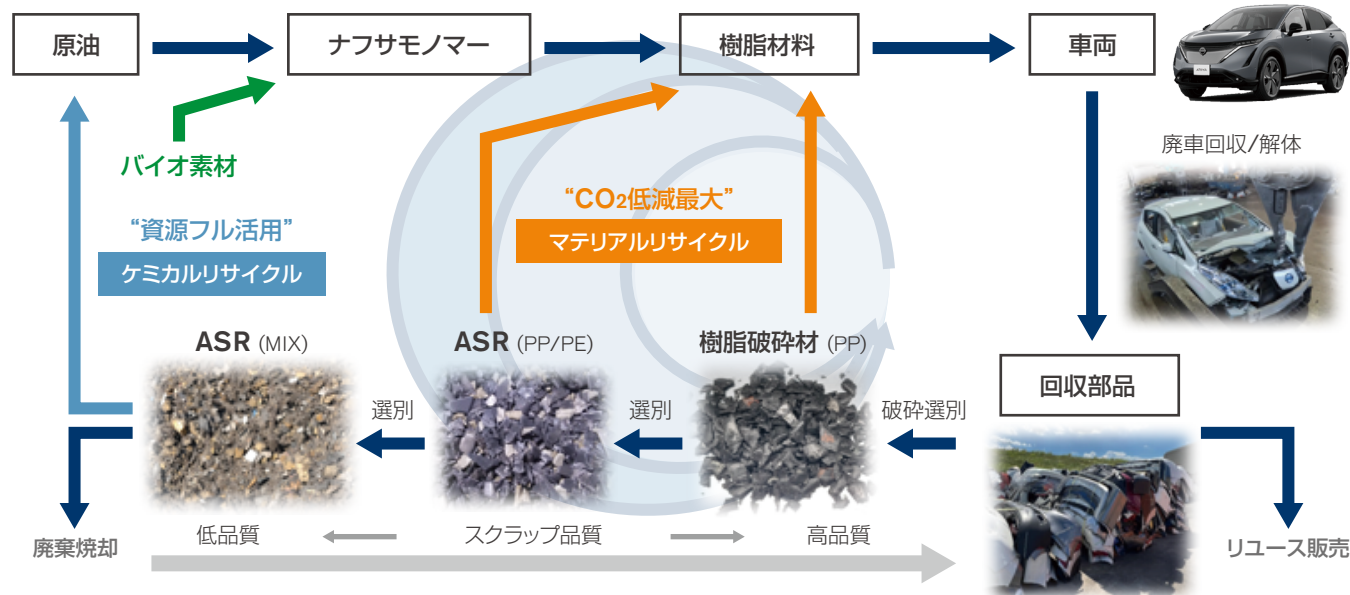 原油
ナフサモノマー
樹脂材料
車両
バイオ素材
廃車回収/解体
“CO2低減最大”
マテリアルリサイクル
“資源フル活用”
ケミカルリサイクル
ASR (MIX)
ASR (PP/PE)
樹脂破砕材 (PP)
回収部品
選別
選別
破砕選別
廃棄焼却
低品質
スクラップ品質
高品質
リユース販売